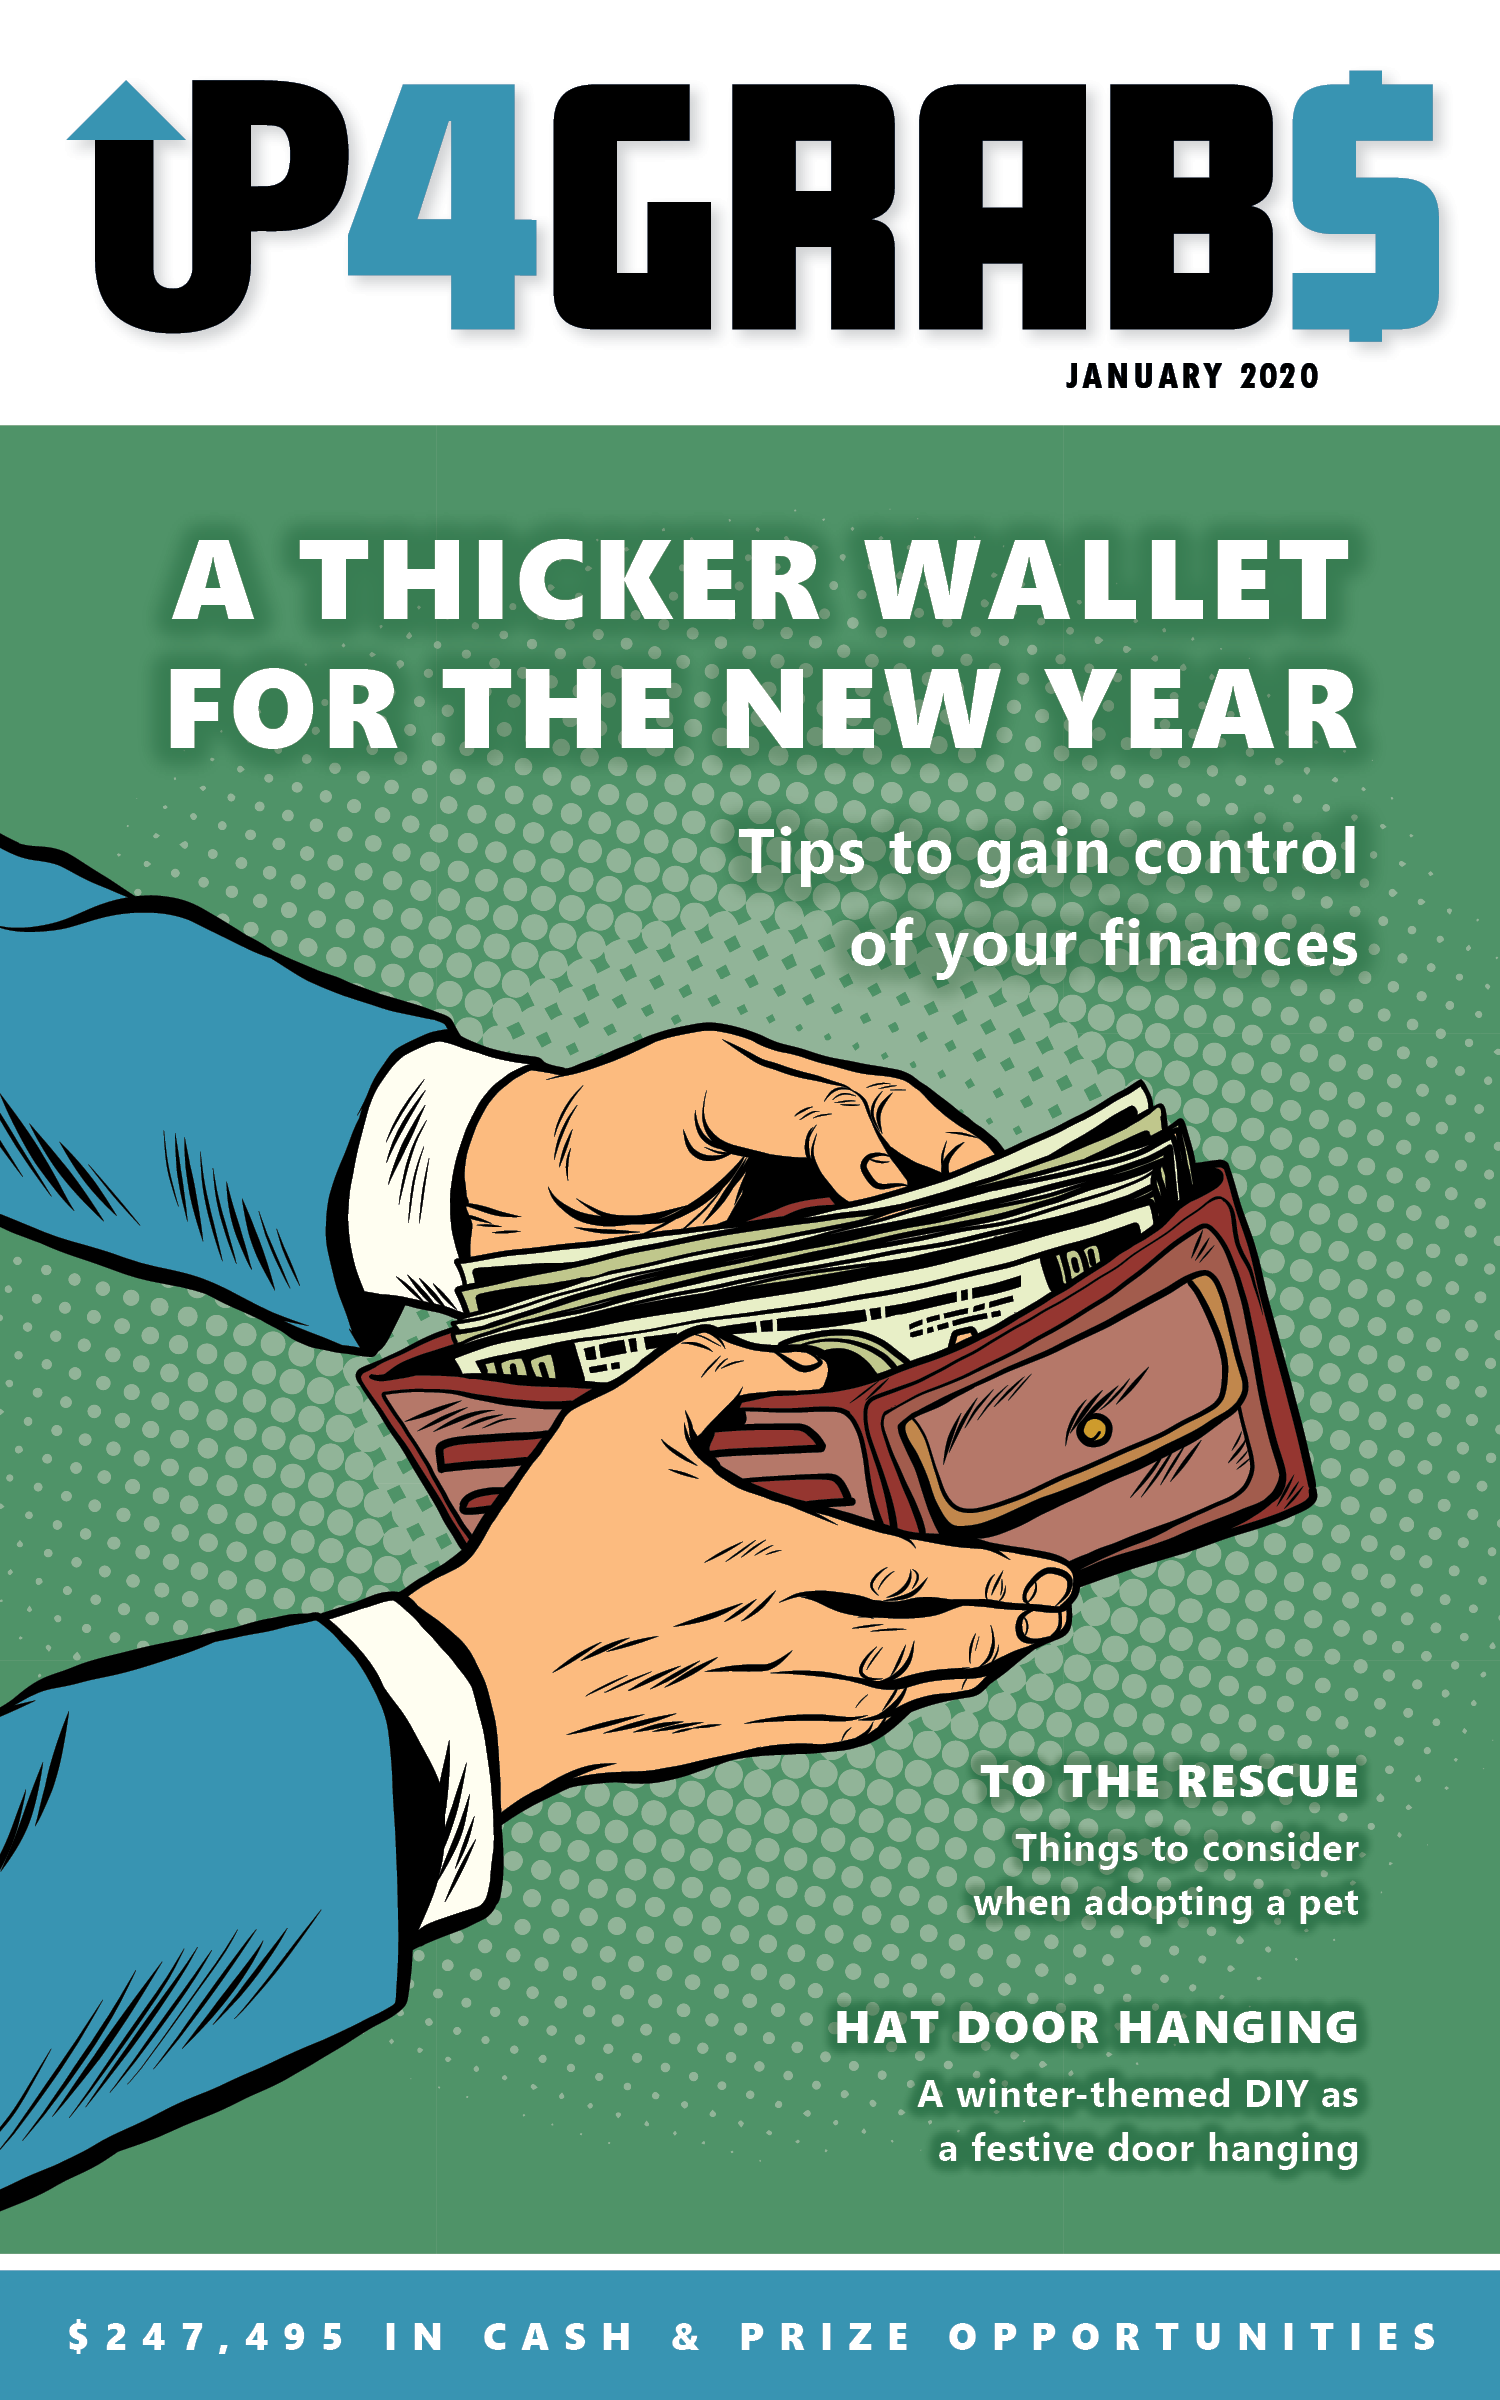 UP4GRAB$
JANUARY 2020
A THICKER WALLET
FOR THE NEW YEAR
Tips to gain control
of your finances
100
100
TO THE RESCUE
Things to consider
when adopting a pet
HAT DOOR HANGING
A winter-themed DIY as
a festive door hanging
$247,495 IN CASH & PRIZE OPPORTUNITIES